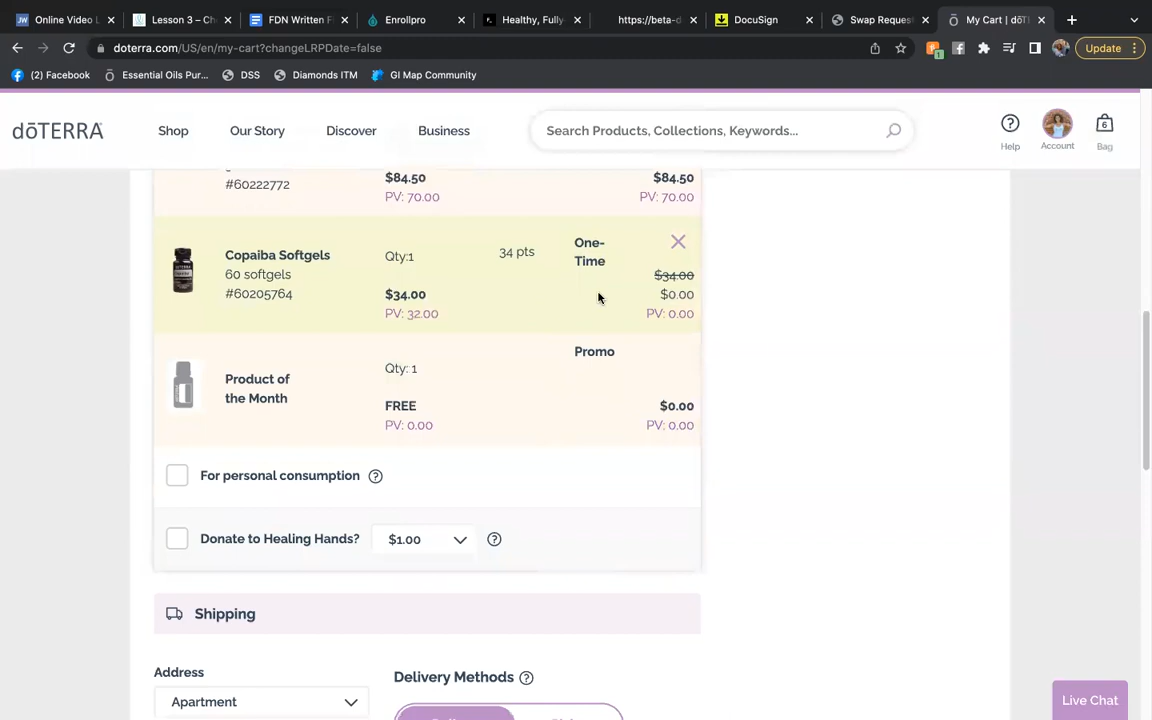 Online Video L
Lesson 3 – Ch
FDN Written Fi
Enrollpro
Healthy, Fully
https://beta-d
DocuSign
Swap Request
My Cart | dōT
doterra.com/US/en/my-cart?changeLRPDate=false
1
Update
(2) Facebook
Essential Oils Pur...
DSS
Diamonds ITM
GI Map Community
dōTERRA
Shop
Our Story
Discover
Business
Search Products, Collections, Keywords...
Help
Account
6
Bag
#60222772
$84.50
PV: 70.00
$84.50
PV: 70.00
Copaiba Softgels
60 softgels
#60205764
Qty:1
$34.00
PV: 32.00
34 pts
One-
Time
$34.00
$0.00
PV: 0.00
Product of
the Month
Qty: 1
FREE
PV: 0.00
Promo
$0.00
PV: 0.00
For personal consumption
Donate to Healing Hands?
$1.00
Shipping
Address
Apartment
Delivery Methods
Live Chat